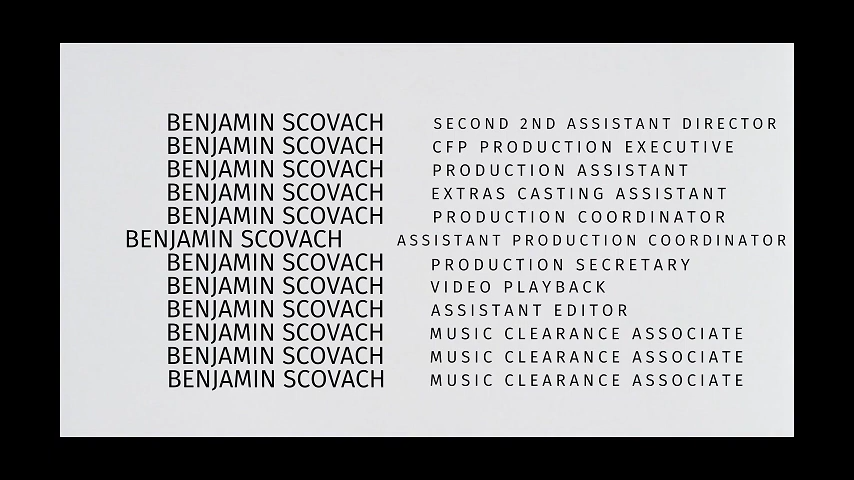 BENJAMIN SCOVACH SECOND 2ND ASSISTANT DIRECTOR
BENJAMIN SCOVACH CFP PRODUCTION EXECUTIVE
BENJAMIN SCOVACH PRODUCTION ASSISTANT
BENJAMIN SCOVACH EXTRAS CASTING ASSISTANT
BENJAMIN SCOVACH PRODUCTION COORDINATOR
BENJAMIN SCOVACH ASSISTANT PRODUCTION COORDINATOR
BENJAMIN SCOVACH PRODUCTION SECRETARY
BENJAMIN SCOVACH VIDEO PLAYBACK
BENJAMIN SCOVACH ASSISTANT EDITOR
BENJAMIN SCOVACH MUSIC CLEARANCE ASSOCIATE
BENJAMIN SCOVACH MUSIC CLEARANCE ASSOCIATE
BENJAMIN SCOVACH MUSIC CLEARANCE ASSOCIATE